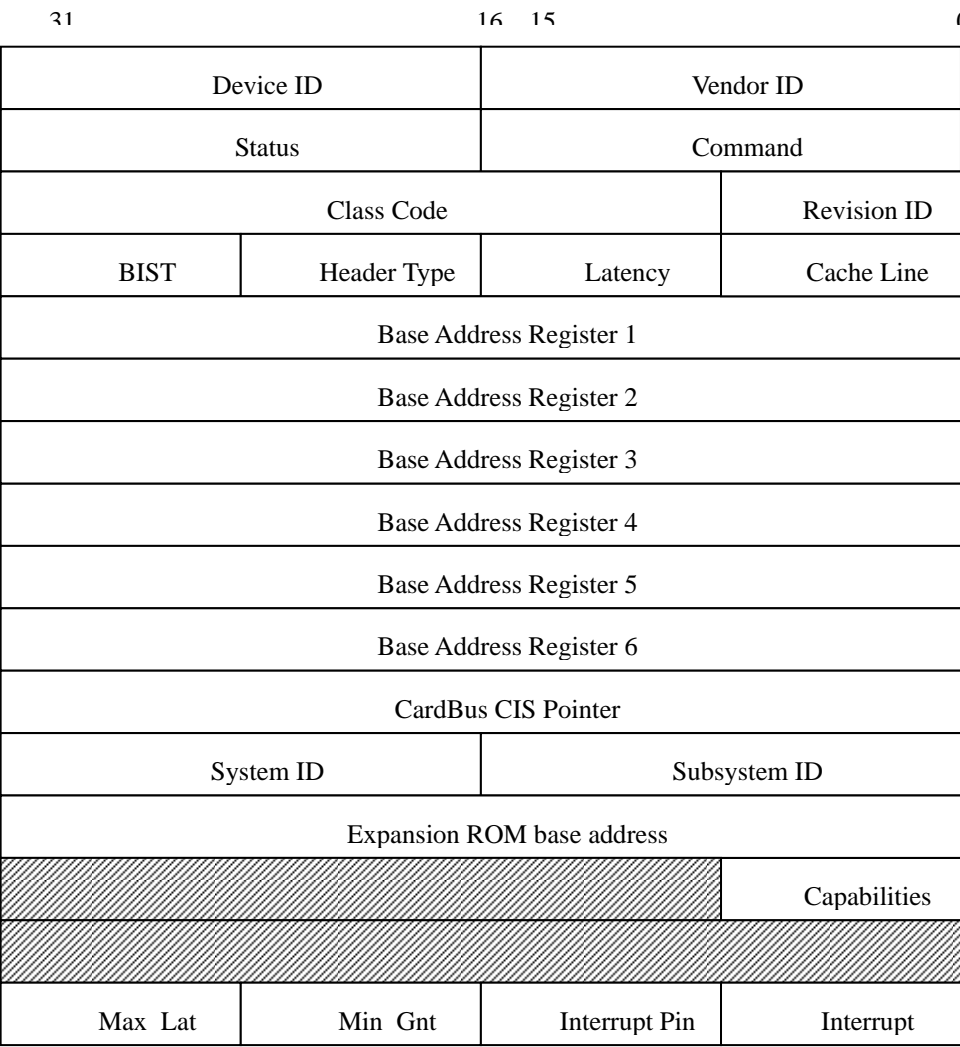 31 16 15
Device ID Vendor ID
Status Command
Class Code Revision ID
BIST Header Type Latency Cache Line
Base Address Register 1
Base Address Register 2
Base Address Register 3
Base Address Register 4
Base Address Register 5
Base Address Register 6
CardBus CIS Pointer
System ID Subsystem ID
Expansion ROM base address
Capabilities
Max Lat Min Gnt Interrupt Pin Interrupt